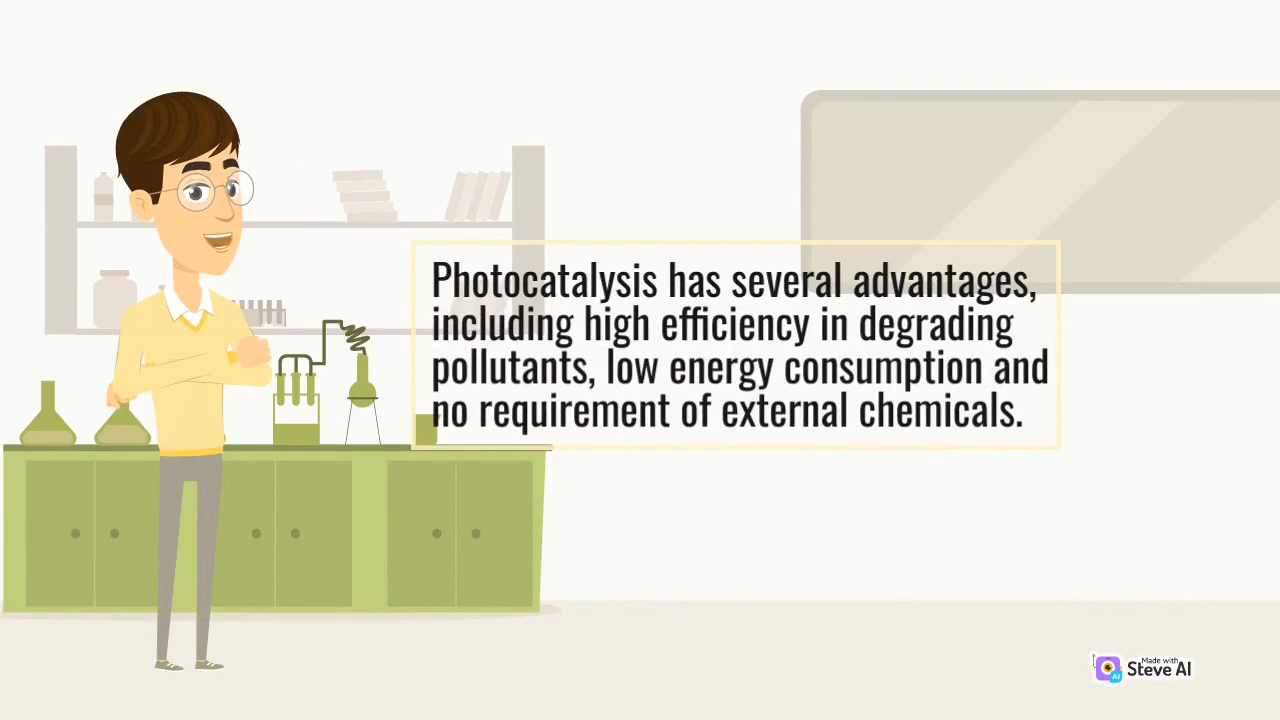 Photocatalysis has several advantages,
including high efficiency in degrading
pollutants, low energy consumption and
no requirement of external chemicals.
Made with
Steve AI
AI